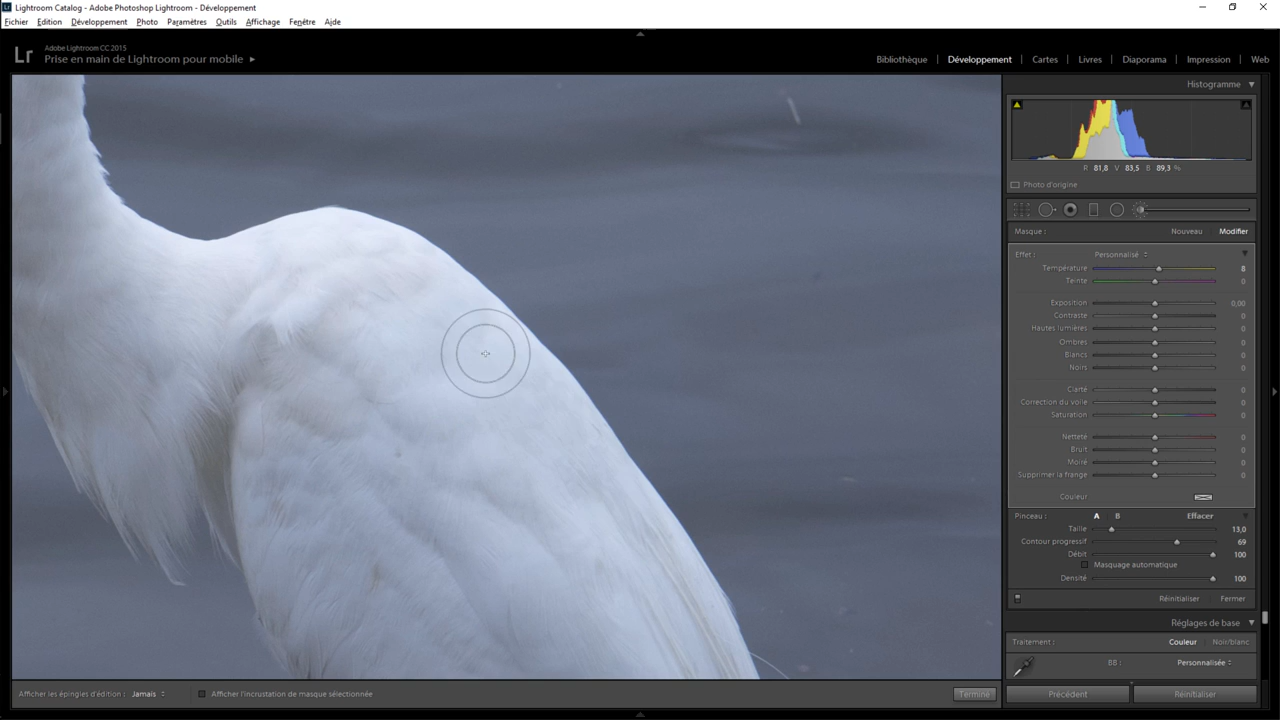 Lightroom Catalog - Adobe Photoshop Lightroom - Développement
Fichier Edition Développement Photo Paramètres Outils Affichage Fenêtre Aide
Lr
Adobe Lightroom CC 2015
Prise en main de Lightroom pour mobile
Bibliothèque Développement Cartes Livres Diaporama Impression Web
Histogramme
R 81,8 V 83,5 B 89,3 %
Photo d'origine
Masque : Nouveau Modifier
Effet : Personnalisé
Température 8
Teinte 0
Exposition 0,00
Contraste 0
Hautes lumières 0
Ombres 0
Blancs 0
Noirs 0
Clarté 0
Correction du voile 0
Saturation 0
Netteté 0
Bruit 0
Moiré 0
Supprimer la frange 0
Couleur
Pinceau : A B Effacer
Taille 13,0
Contour progressif 69
Débit 100
Masquage automatique
Densité 100
Réinitialiser Fermer
Réglages de base
Traitement : Couleur Noir/blanc
BB : Personnalisée
Afficher les épingles d'édition : Jamais Afficher l'incrustation de masque sélectionnée Terminé
Précédent Réinitialiser